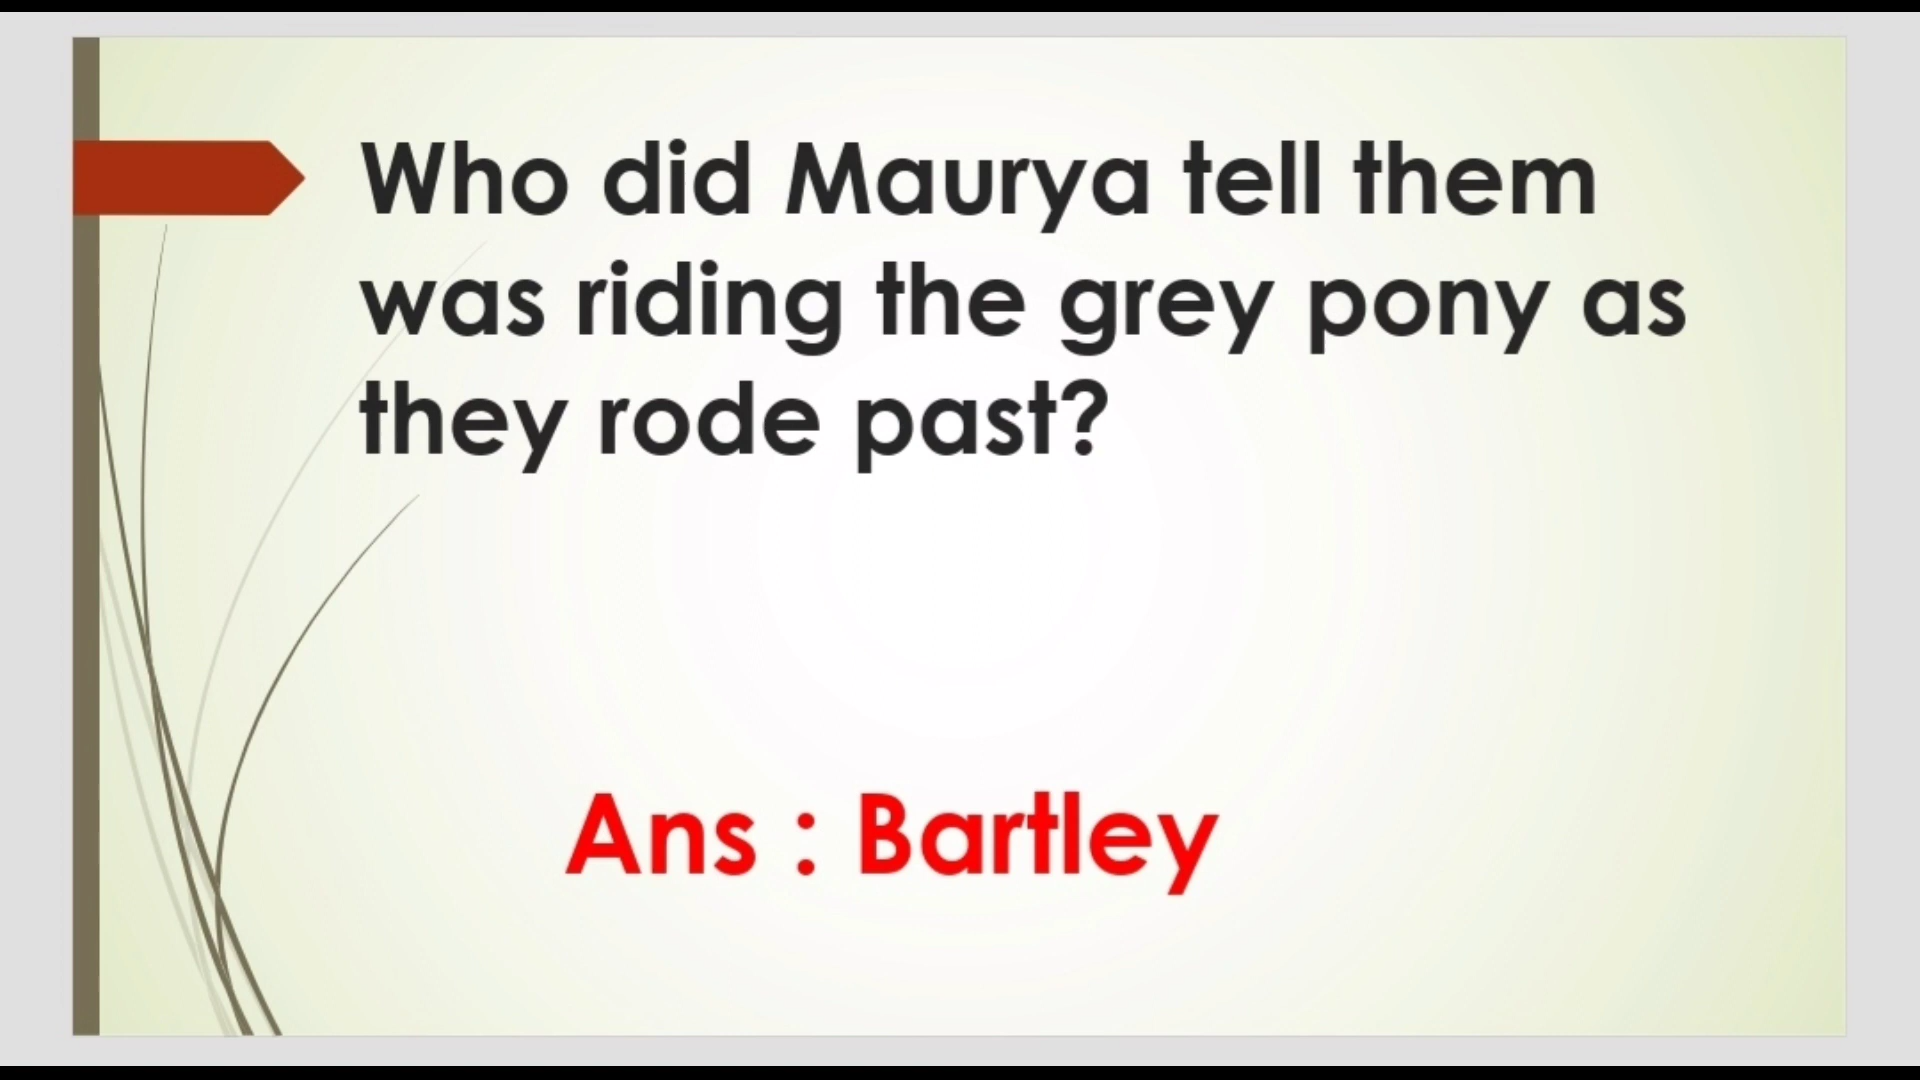 Who did Maurya tell them
was riding the grey pony as
they rode past?
Ans : Bartley